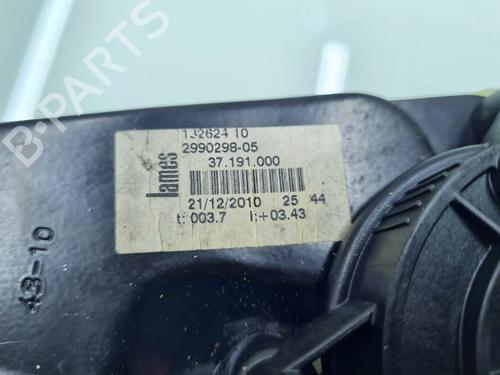 132624 10
2990298-05
37.191.000
lames
21/12/2010 25 44
t: 003.7 l:+03.43
43-10
B-PARTS